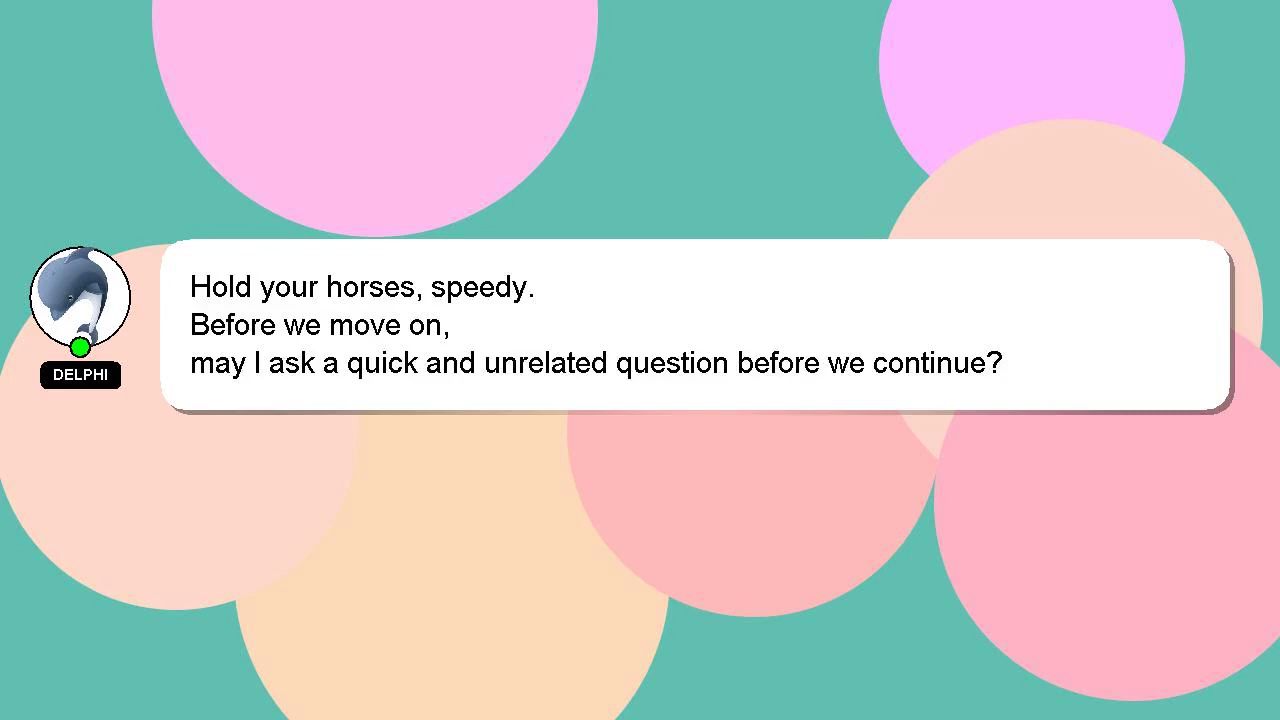 Hold your horses, speedy.
Before we move on,
may I ask a quick and unrelated question before we continue?
DELPHI